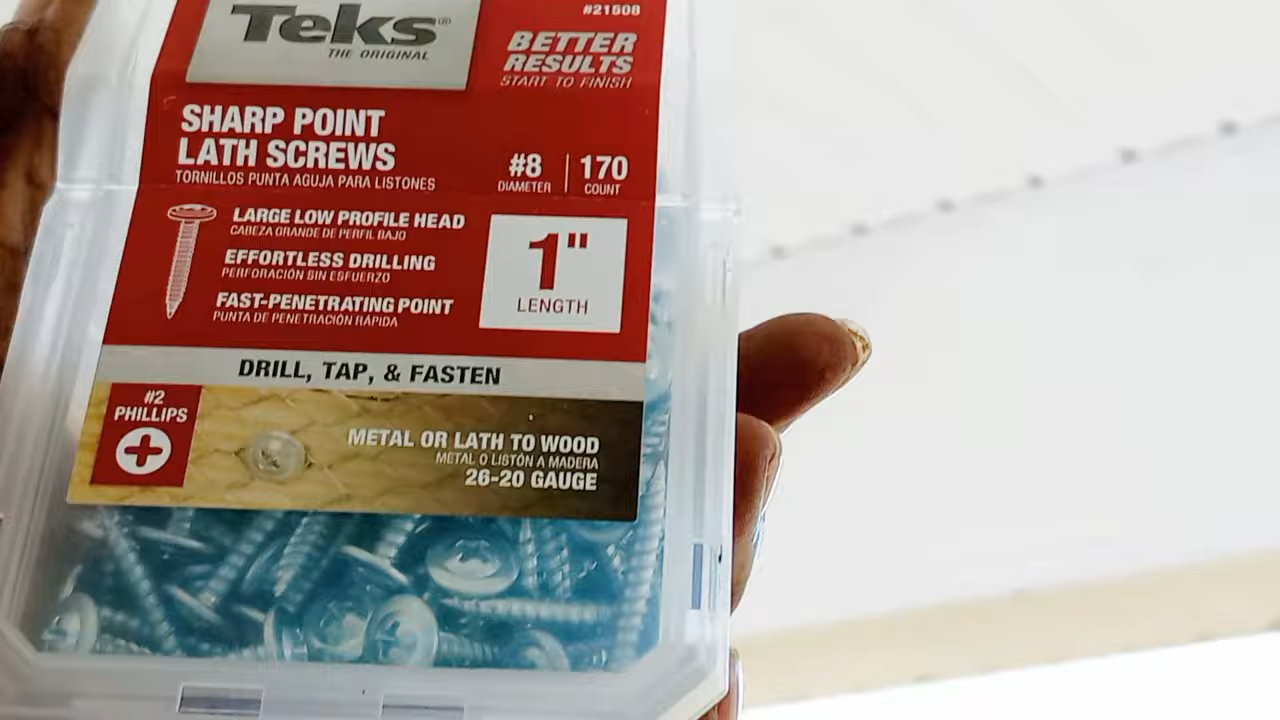 Teks®
THE ORIGINAL
#21508
BETTER
RESULTS
START TO FINISH
SHARP POINT
LATH SCREWS
TORNILLOS PUNTA AGUJA PARA LISTONES
#8
DIAMETER
170
COUNT
LARGE LOW PROFILE HEAD
CABEZA GRANDE DE PERFIL BAJO
EFFORTLESS DRILLING
PERFORACIÓN SIN ESFUERZO
FAST-PENETRATING POINT
PUNTA DE PENETRACIÓN RÁPIDA
1"
LENGTH
DRILL, TAP, & FASTEN
#2
PHILLIPS
METAL OR LATH TO WOOD
METAL O LISTÓN A MADERA
26-20 GAUGE